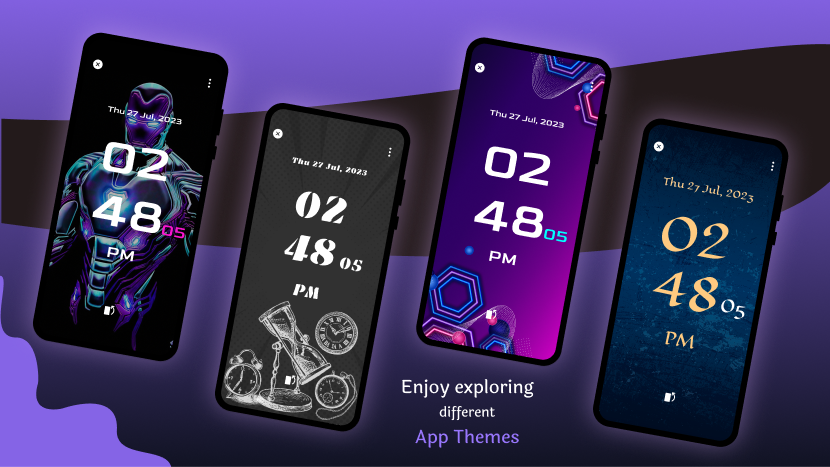 Thu 27 Jul, 2023
02
48 05
PM
Thu 27 Jul, 2023
02
48 05
PM
Thu 27 Jul, 2023
02
48 05
PM
Thu 27 Jul, 2023
02
48 05
PM
Enjoy exploring
different
App Themes